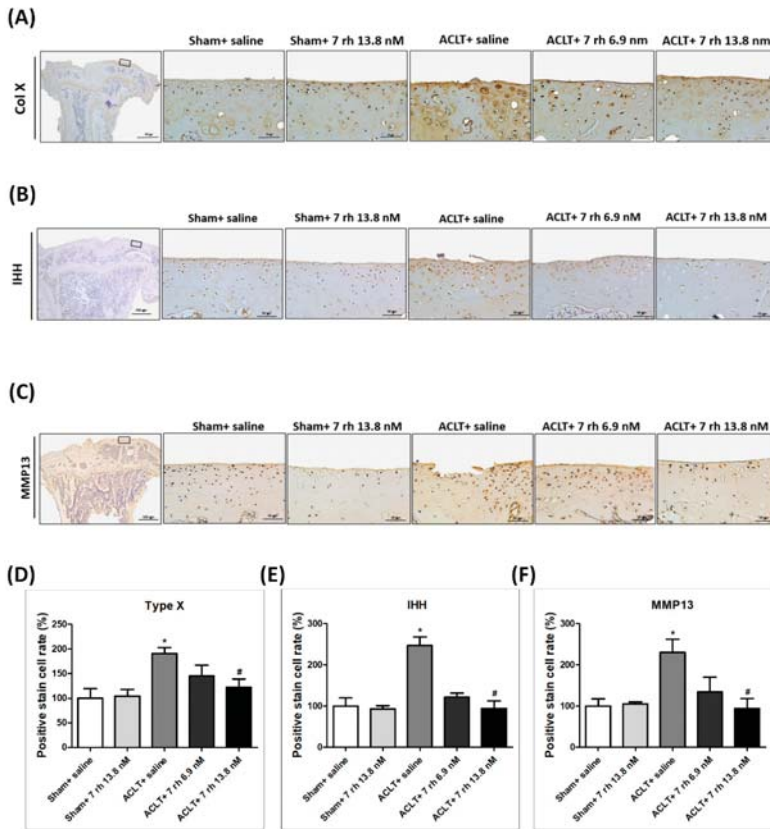 (A)
Sham+ saline Sham+ 7 rh 13.8 nM ACLT+ saline ACLT+ 7 rh 6.9 nm ACLT+ 7 rh 13.8 nm
Col X
(B)
Sham+ saline Sham+ 7 rh 13.8 nM ACLT+ saline ACLT+ 7 rh 6.9 nM ACLT+ 7 rh 13.8 nM
IHH
(C)
Sham+ saline Sham+ 7 rh 13.8 nM ACLT+ saline ACLT+ 7 rh 6.9 nM ACLT+ 7 rh 13.8 nM
MMP13
(D)
Type X
Positive stain cell rate (%)
200
150
100
50
0
*
#
Sham+ saline
Sham+ 7 rh 13.8 nM
ACLT+ saline
ACLT+ 7 rh 6.9 nM
ACLT+ 7 rh 13.8 nM
(E)
IHH
Positive stain cell rate (%)
300
200
100
0
*
#
Sham+ saline
Sham+ 7 rh 13.8 nM
ACLT+ saline
ACLT+ 7 rh 6.9 nM
ACLT+ 7 rh 13.8 nM
(F)
MMP13
Positive stain cell rate (%)
300
200
100
0
*
#
Sham+ saline
Sham+ 7 rh 13.8 nM
ACLT+ saline
ACLT+ 7 rh 6.9 nM
ACLT+ 7 rh 13.8 nM